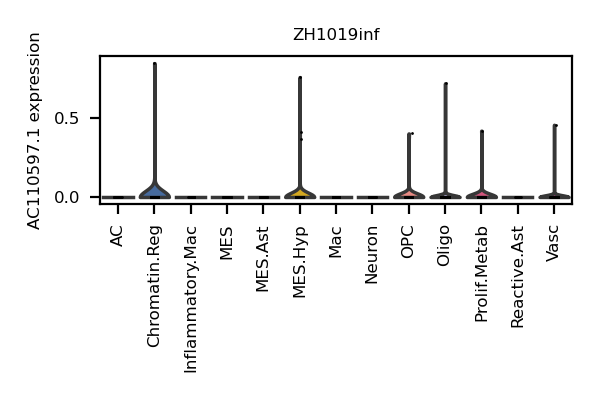 ZH1019inf
AC110597.1 expression
0.5
0.0
AC
Chromatin.Reg
Inflammatory.Mac
MES
MES.Ast
MES.Hyp
Mac
Neuron
OPC
Oligo
Prolif.Metab
Reactive.Ast
Vasc